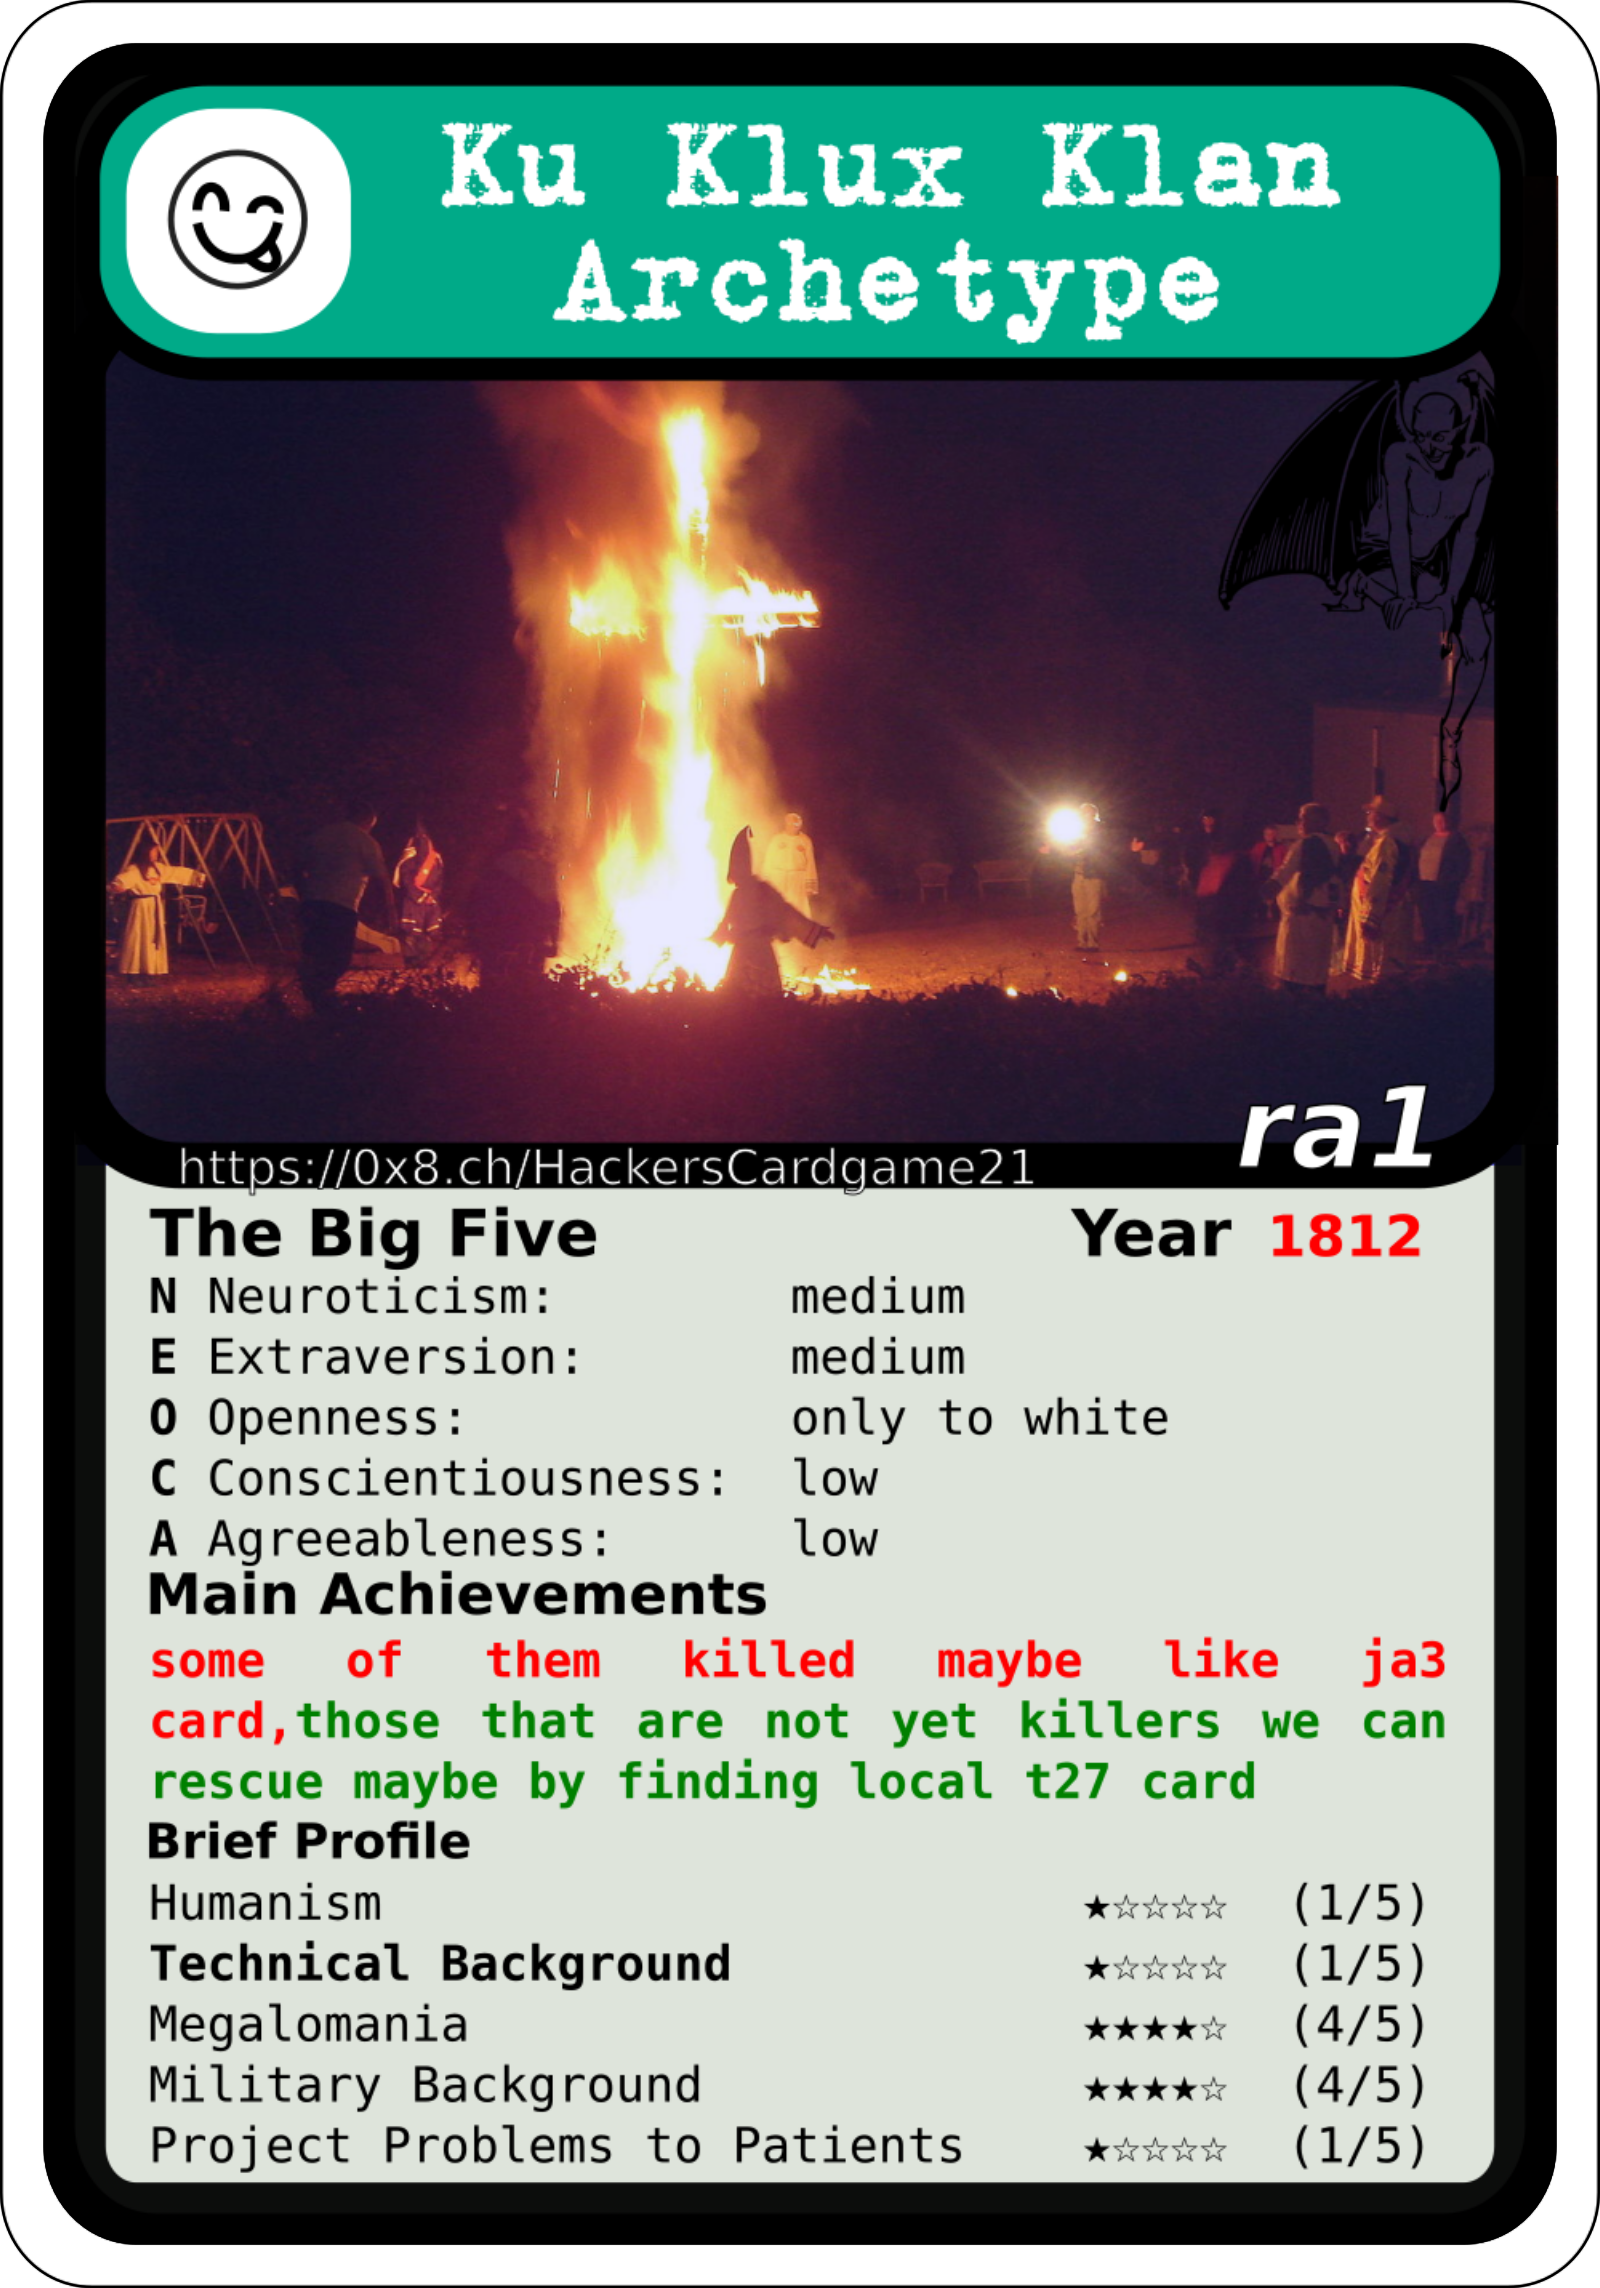 Ku Klux Klan
Archetype
ra1
https://0x8.ch/HackersCardgame21
The Big Five Year 1812
N Neuroticism: medium
E Extraversion: medium
O Openness: only to white
C Conscientiousness: low
A Agreeableness: low
Main Achievements
some of them killed maybe like ja3
card,those that are not yet killers we can
rescue maybe by finding local t27 card
Brief Profile
Humanism ★☆☆☆☆ (1/5)
Technical Background ★☆☆☆☆ (1/5)
Megalomania ★★★★☆ (4/5)
Military Background ★★★★☆ (4/5)
Project Problems to Patients ★☆☆☆☆ (1/5)